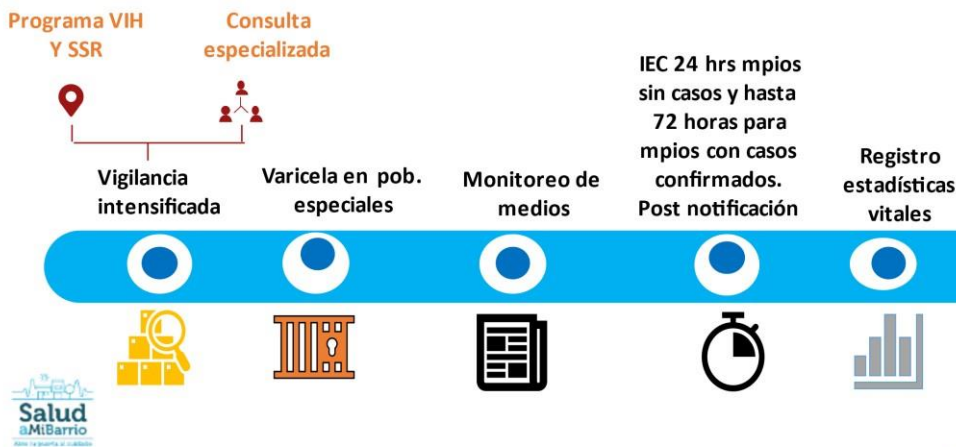 Programa VIH
Y SSR
Consulta
especializada
Vigilancia
intensificada
Varicela en pob.
especiales
Monitoreo de
medios
IEC 24 hrs mpios
sin casos y hasta
72 horas para
mpios con casos
confirmados.
Post notificación
Registro
estadísticas
vitales
Salud
aMiBarrio